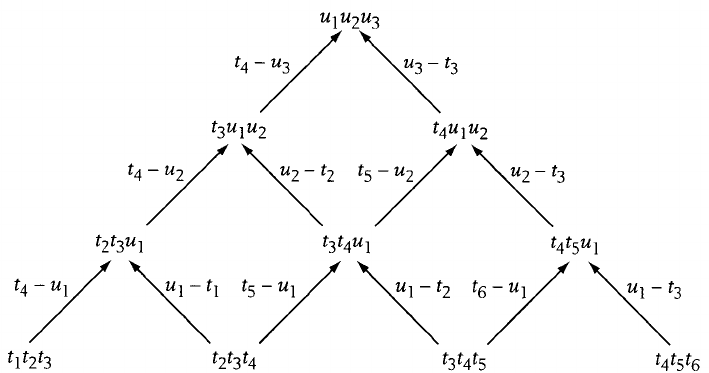 u₁u₂u₃
t₄ – u₃ u₃ – t₃
t₃u₁u₂ t₄u₁u₂
t₄ – u₂ u₂ – t₂ t₅ – u₂ u₂ – t₃
t₂t₃u₁ t₃t₄u₁ t₄t₅u₁
t₄ – u₁ u₁ – t₁ t₅ – u₁ u₁ – t₂ t₆ – u₁ u₁ – t₃
t₁t₂t₃ t₂t₃t₄ t₃t₄t₅ t₄t₅t₆